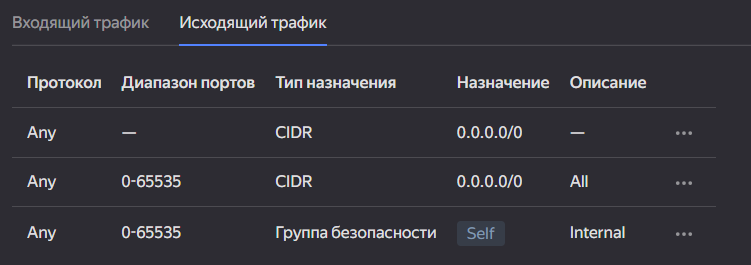 Входящий трафик Исходящий трафик
Протокол Диапазон портов Тип назначения Назначение Описание
Any — CIDR 0.0.0.0/0 —
Any 0-65535 CIDR 0.0.0.0/0 All
Any 0-65535 Группа безопасности Self Internal